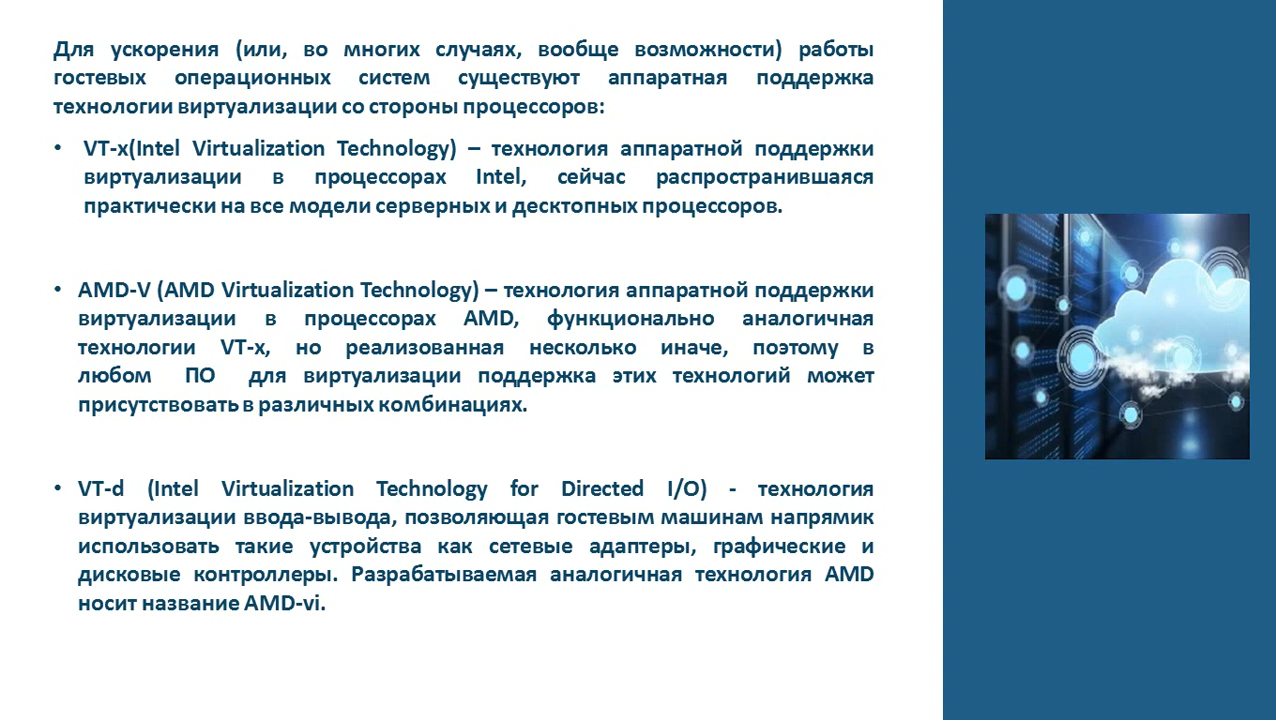 Для ускорения (или, во многих случаях, вообще возможности) работы
гостевых операционных систем существуют аппаратная поддержка
технологии виртуализации со стороны процессоров:
• VT-x(Intel Virtualization Technology) – технология аппаратной поддержки
виртуализации в процессорах Intel, сейчас распространившаяся
практически на все модели серверных и десктопных процессоров.
• AMD-V (AMD Virtualization Technology) – технология аппаратной поддержки
виртуализации в процессорах AMD, функционально аналогичная
технологии VT-x, но реализованная несколько иначе, поэтому в
любом ПО для виртуализации поддержка этих технологий может
присутствовать в различных комбинациях.
• VT-d (Intel Virtualization Technology for Directed I/O) - технология
виртуализации ввода-вывода, позволяющая гостевым машинам напрямик
использовать такие устройства как сетевые адаптеры, графические и
дисковые контроллеры. Разрабатываемая аналогичная технология AMD
носит название AMD-vi.